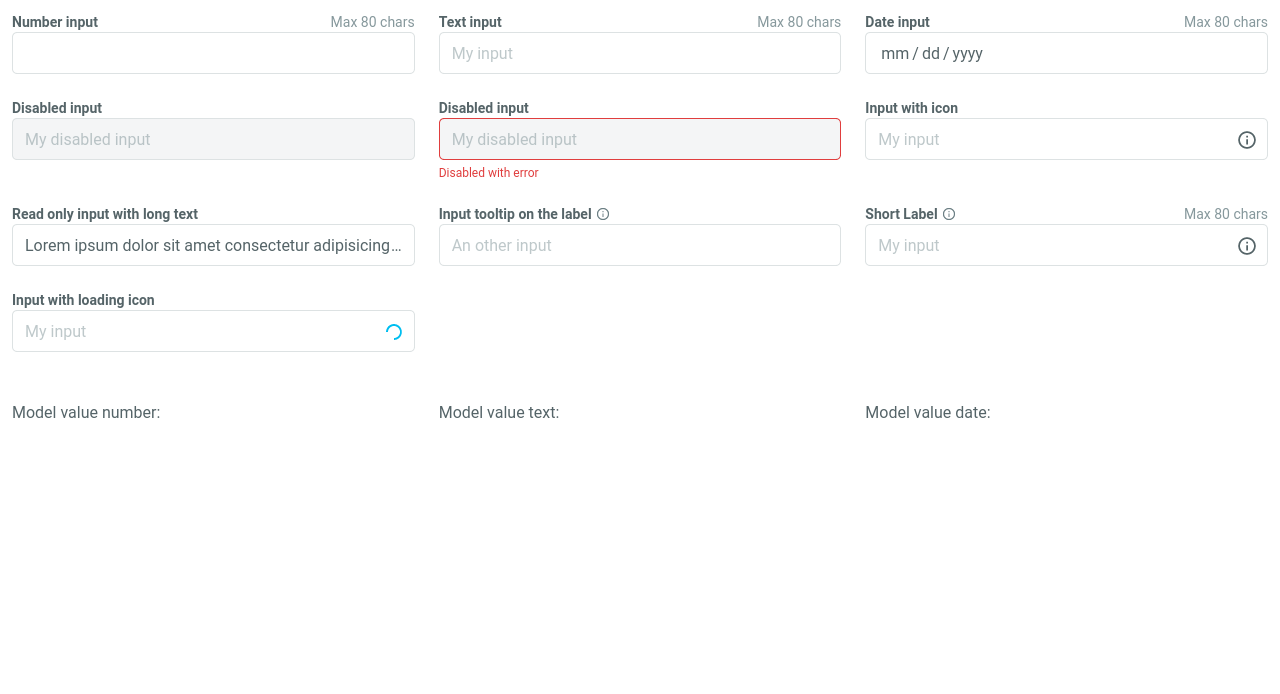 Number input Max 80 chars
Text input Max 80 chars
My input
Date input Max 80 chars
mm / dd / yyyy
Disabled input
My disabled input
Disabled input
My disabled input
Disabled with error
Input with icon
My input
Read only input with long text
Lorem ipsum dolor sit amet consectetur adipisicing...
Input tooltip on the label
An other input
Short Label Max 80 chars
My input
Input with loading icon
My input
Model value number:
Model value text:
Model value date: